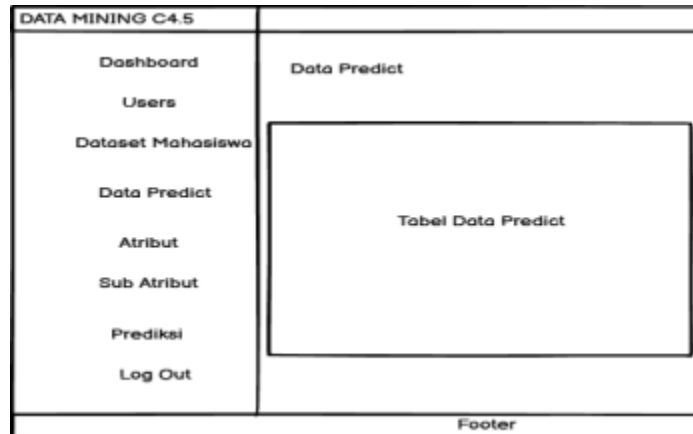 DATA MINING C4.5
Dashboard
Users
Dataset Mahasiswa
Data Predict
Atribut
Sub Atribut
Prediksi
Log Out
Data Predict
Tabel Data Predict
Footer